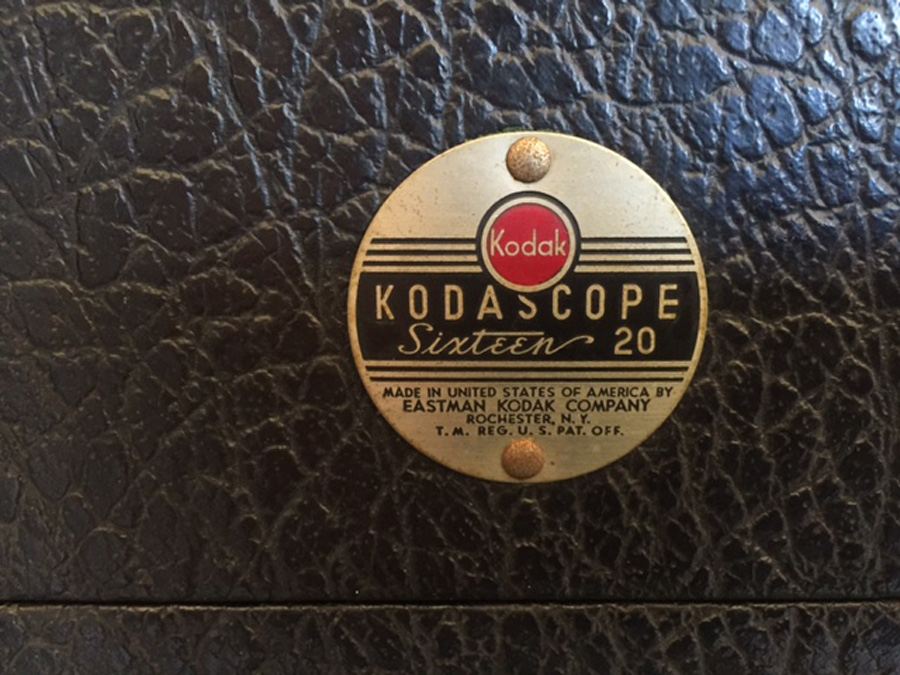 Kodak
KODASCOPE
Sixteen 20
MADE IN UNITED STATES OF AMERICA BY
EASTMAN KODAK COMPANY
ROCHESTER, N.Y.
T.M. REG. U.S. PAT. OFF.